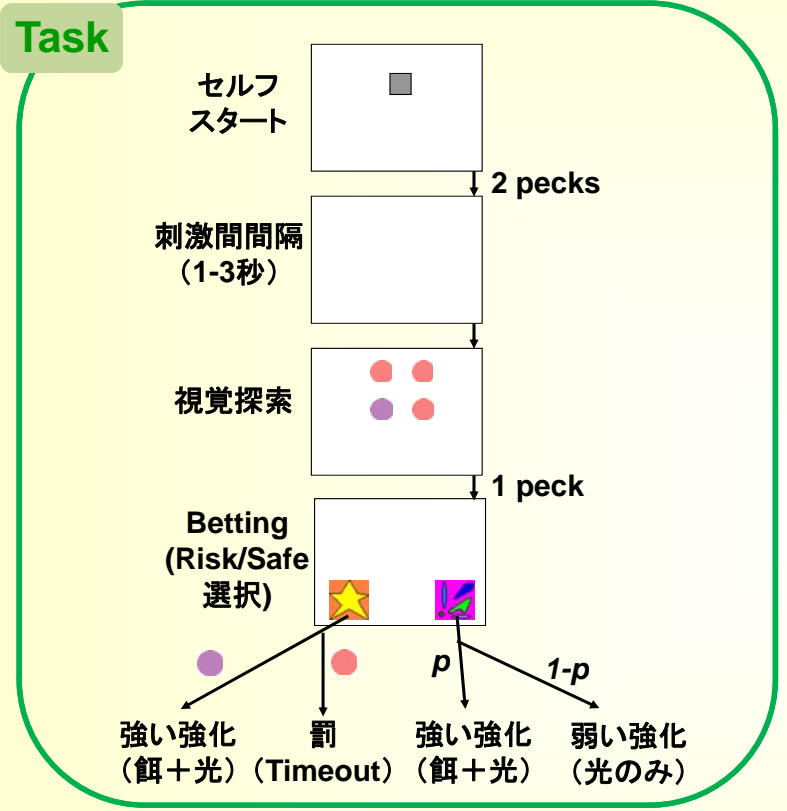 Task
セルフ
スタート
2 pecks
刺激間間隔
（1-3秒）
視覚探索
1 peck
Betting
(Risk/Safe
選択)
p
1-p
強い強化
（餌＋光）
罰
（Timeout）
強い強化
（餌＋光）
弱い強化
（光のみ）